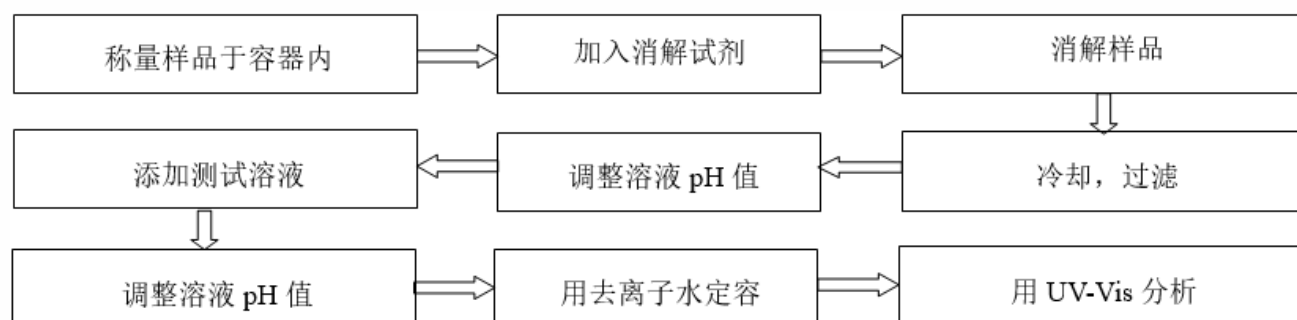 称量样品于容器内
加入消解试剂
消解样品
冷却，过滤
调整溶液 pH 值
添加测试溶液
调整溶液 pH 值
用去离子水定容
用 UV-Vis 分析